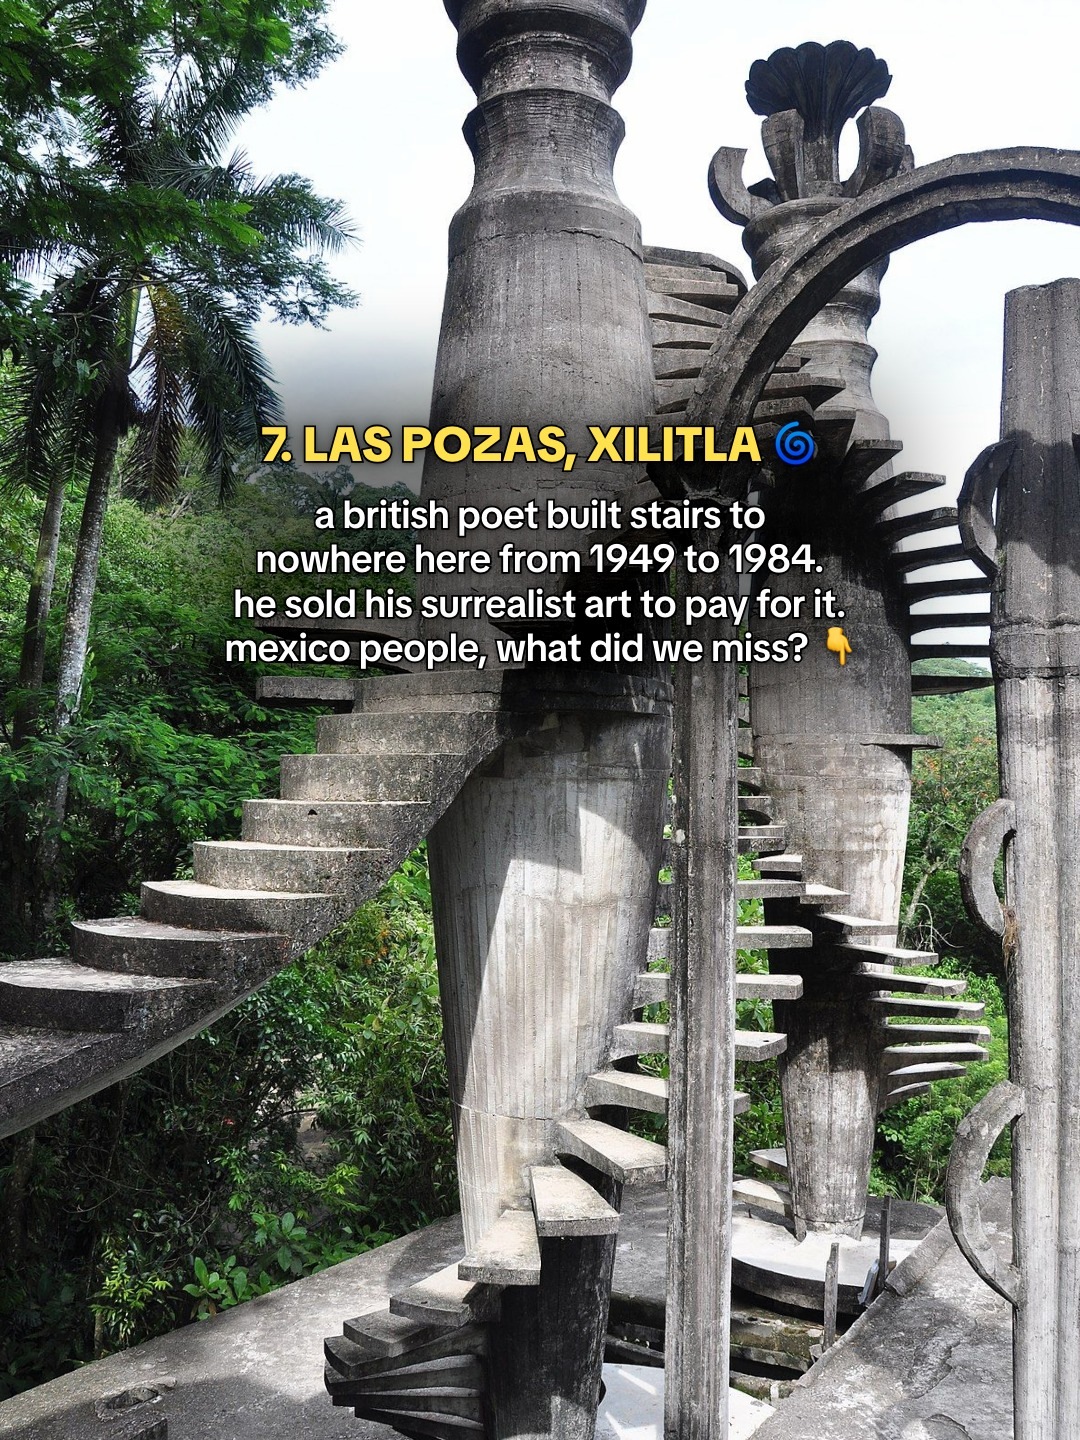 7. LAS POZAS, XILITLA 🌀
a british poet built stairs to
nowhere here from 1949 to 1984.
he sold his surrealist art to pay for it.
mexico people, what did we miss? 👇